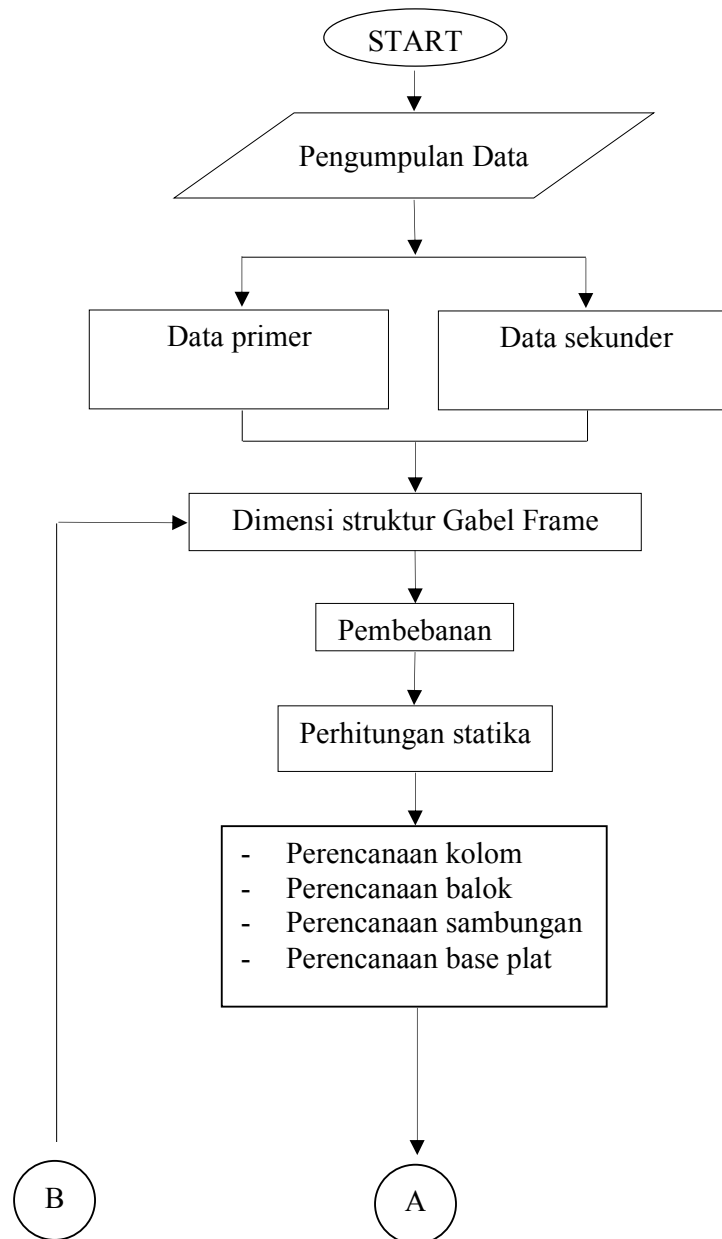 START
Pengumpulan Data
Data primer
Data sekunder
Dimensi struktur Gabel Frame
Pembebanan
Perhitungan statika
- Perencanaan kolom
- Perencanaan balok
- Perencanaan sambungan
- Perencanaan base plat
B
A